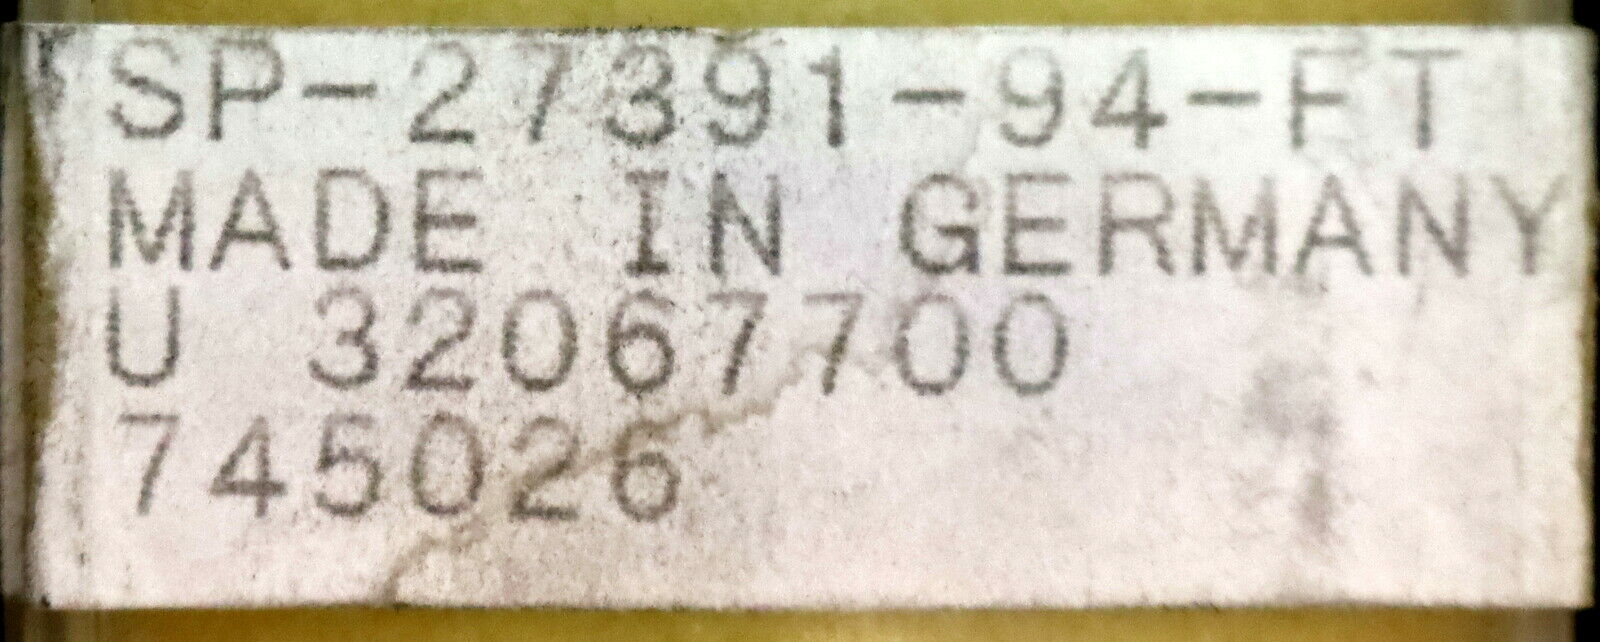 SP-27391-94-FT
MADE IN GERMANY
U 32067700
745026